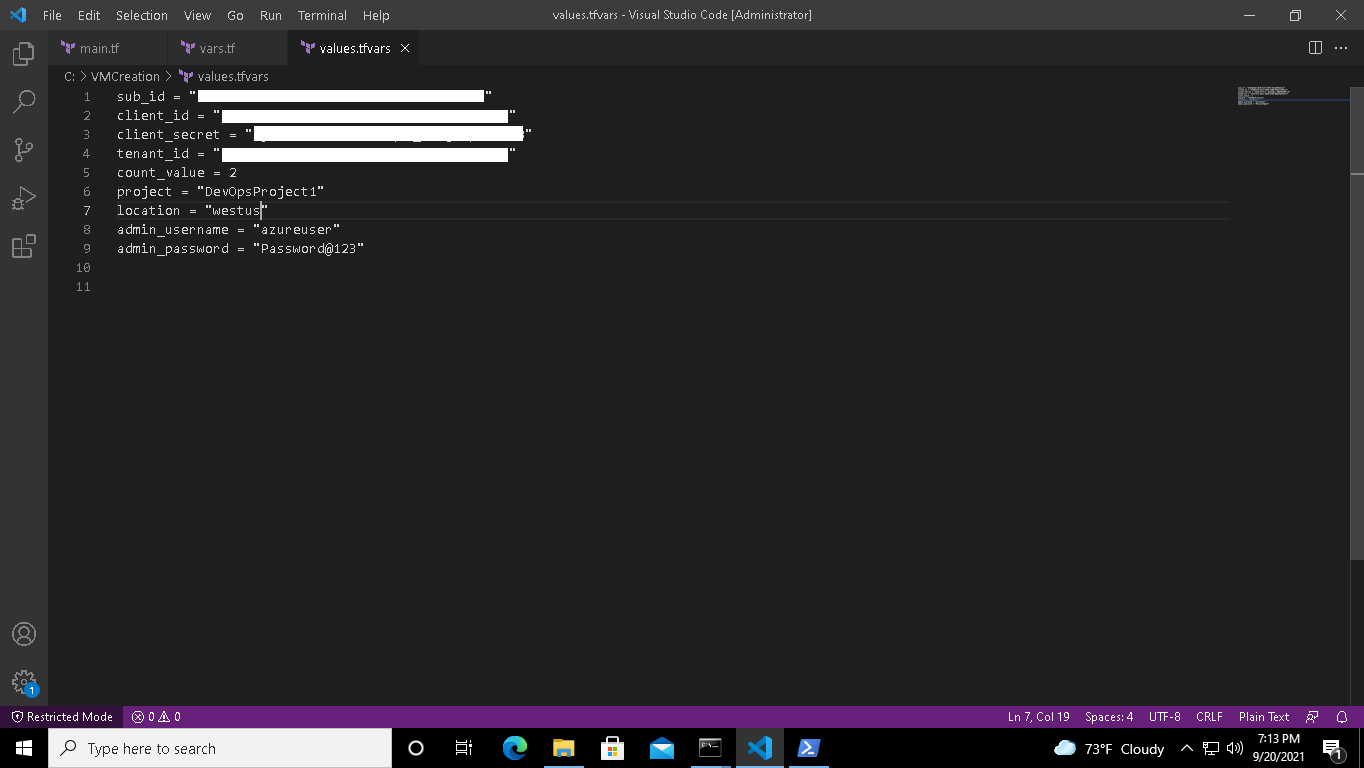 File Edit Selection View Go Run Terminal Help values.tfvars - Visual Studio Code [Administrator]
main.tf vars.tf values.tfvars
C: > VMCreation > values.tfvars
1 sub_id = " "
2 client_id = " "
3 client_secret = " "
4 tenant_id = " "
5 count_value = 2
6 project = "DevOpsProject1"
7 location = "westus"
8 admin_username = "azureuser"
9 admin_password = "Password@123"
10
11
1
Restricted Mode 0 0 Ln 7, Col 19 Spaces: 4 UTF-8 CRLF Plain Text
Type here to search 73°F Cloudy 7:13 PM
9/20/2021 1